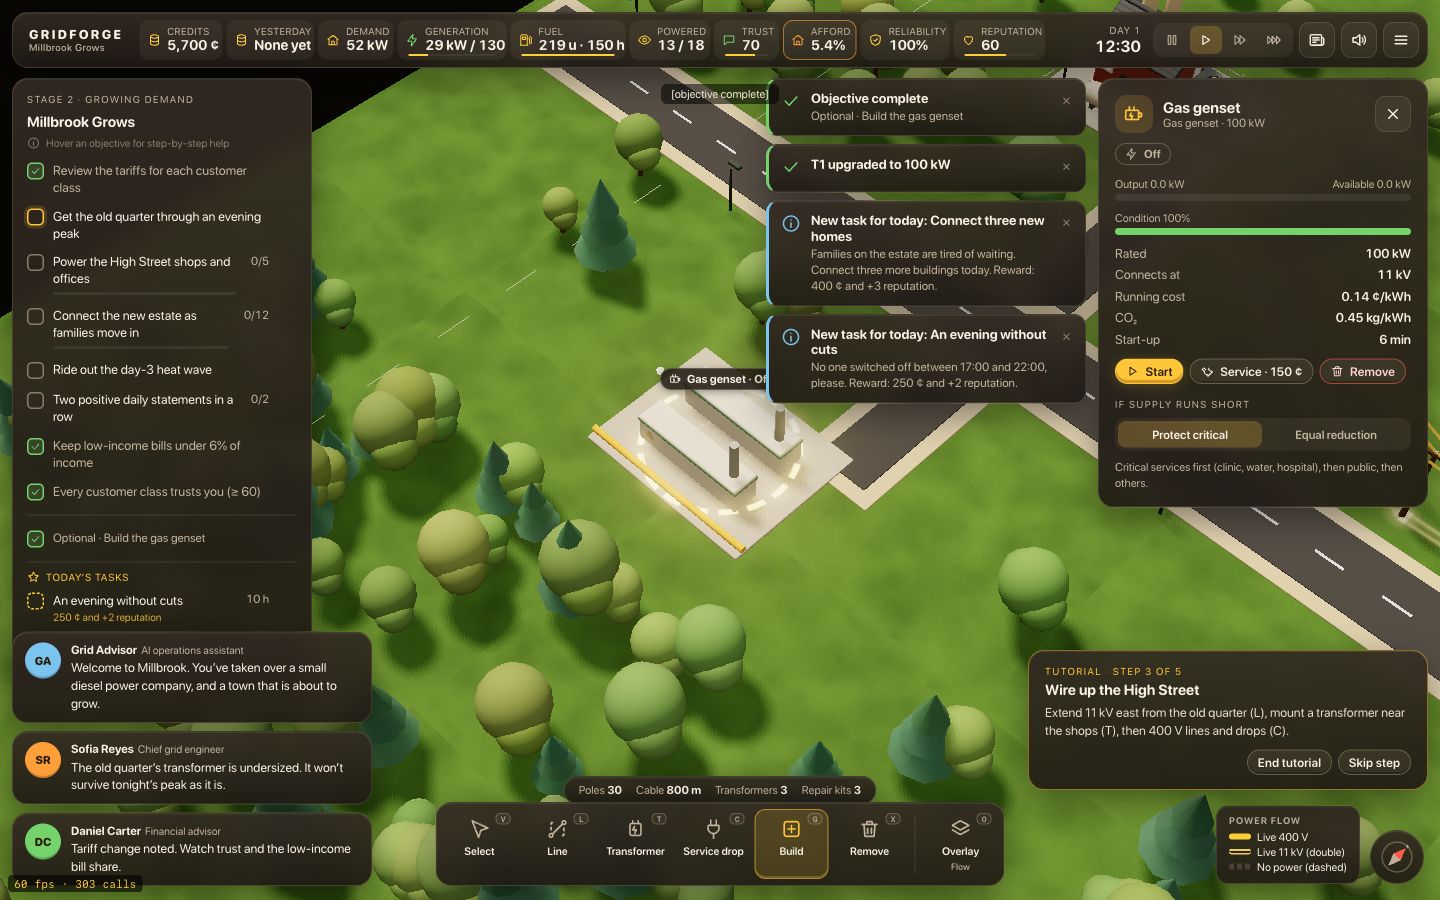 GRIDFORGE
Millbrook Grows
CREDITS
5,700 ¢
YESTERDAY
None yet
DEMAND
52 kW
GENERATION
29 kW / 130
FUEL
219 u · 150 h
POWERED
13 / 18
TRUST
70
AFFORD.
5.4%
RELIABILITY
100%
REPUTATION
60
DAY 1
12:30
STAGE 2 · GROWING DEMAND
Millbrook Grows
Hover an objective for step-by-step help
Review the tariffs for each customer
class
Get the old quarter through an evening
peak
Power the High Street shops and
offices
0/5
Connect the new estate as
families move in
0/12
Ride out the day-3 heat wave
Two positive daily statements in a
row
0/2
Keep low-income bills under 6% of
income
Every customer class trusts you (≥ 60)
Optional · Build the gas genset
TODAY'S TASKS
An evening without cuts
10 h
250 ¢ and +2 reputation
GA
Grid Advisor AI operations assistant
Welcome to Millbrook. You've taken over a small
diesel power company, and a town that is about to
grow.
SR
Sofia Reyes Chief grid engineer
The old quarter's transformer is undersized. It won't
survive tonight's peak as it is.
DC
Daniel Carter Financial advisor
Tariff change noted. Watch trust and the low-income
bill share.
60 fps · 303 calls
[objective complete]
Objective complete
Optional · Build the gas genset
×
T1 upgraded to 100 kW
×
New task for today: Connect three new
homes
Families on the estate are tired of waiting.
Connect three more buildings today. Reward:
400 ¢ and +3 reputation.
×
New task for today: An evening without
cuts
No one switched off between 17:00 and 22:00,
please. Reward: 250 ¢ and +2 reputation.
×
Gas genset · Of
Gas genset
Gas genset · 100 kW
Off
Output 0.0 kW
Available 0.0 kW
Condition 100%
Rated
100 kW
Connects at
11 kV
Running cost
0.14 ¢/kWh
CO₂
0.45 kg/kWh
Start-up
6 min
Start
Service · 150 ¢
Remove
IF SUPPLY RUNS SHORT
Protect critical
Equal reduction
Critical services first (clinic, water, hospital), then public, then
others.
TUTORIAL · STEP 3 OF 5
Wire up the High Street
Extend 11 kV east from the old quarter (L), mount a transformer near
the shops (T), then 400 V lines and drops (C).
End tutorial
Skip step
Poles 30 Cable 800 m Transformers 3 Repair kits 3
V
Select
L
Line
T
Transformer
C
Service drop
G
Build
X
Remove
O
Overlay
Flow
POWER FLOW
Live 400 V
Live 11 kV (double)
No power (dashed)